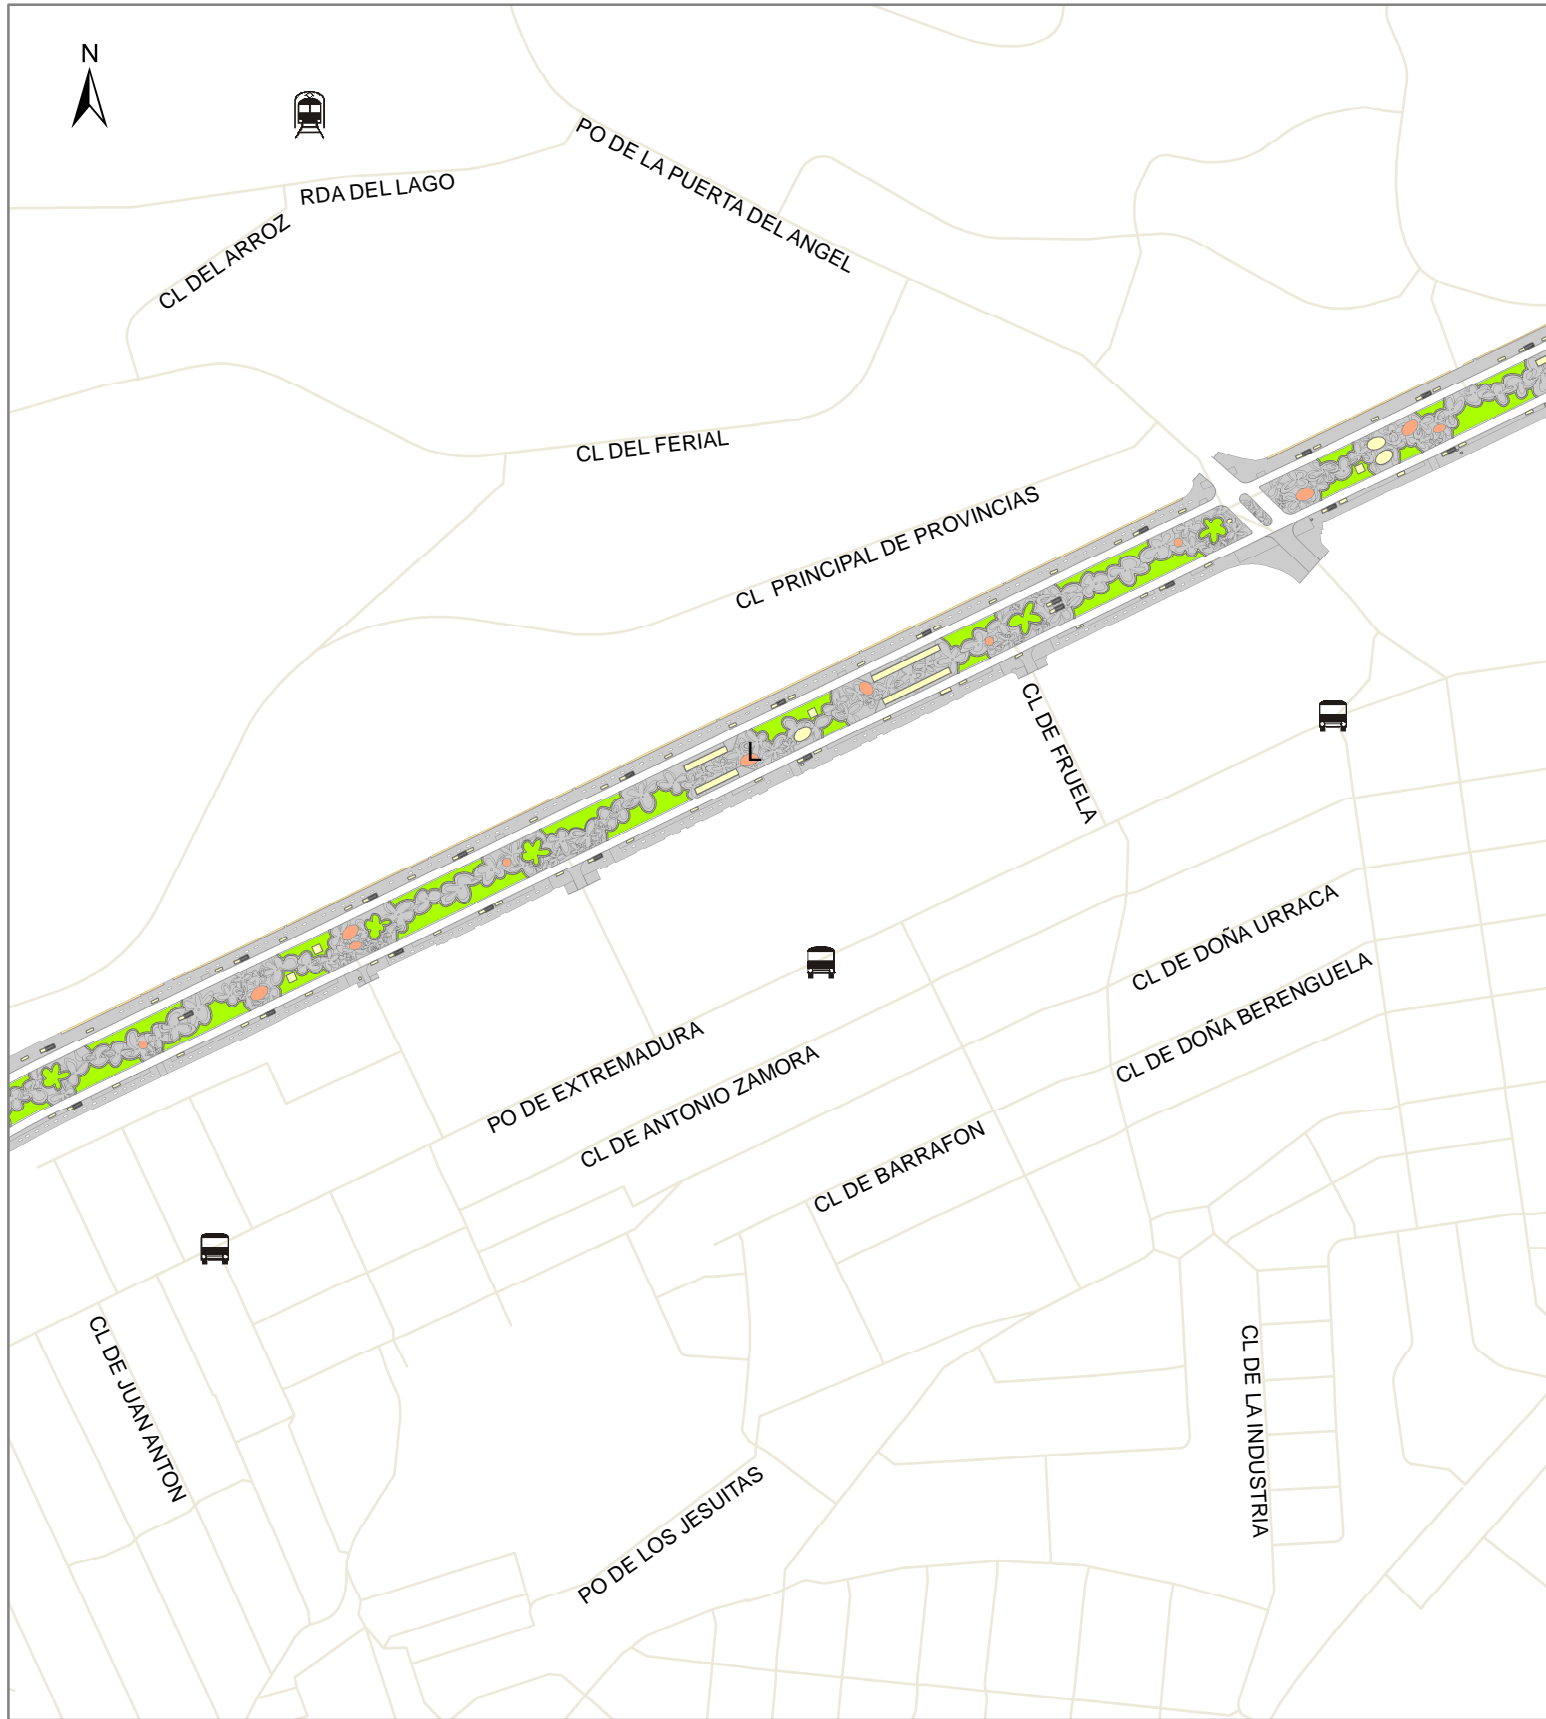 N
RDA DEL LAGO
CL DEL ARROZ
PO DE LA PUERTA DEL ANGEL
CL DEL FERIAL
CL PRINCIPAL DE PROVINCIAS
CL DE FRUELA
L
CL DE DOÑA URRACA
CL DE DOÑA BERENGUELA
PO DE EXTREMADURA
CL DE ANTONIO ZAMORA
CL DE BARRAFON
CL DE JUAN ANTON
CL DE LA INDUSTRIA
PO DE LOS JESUITAS